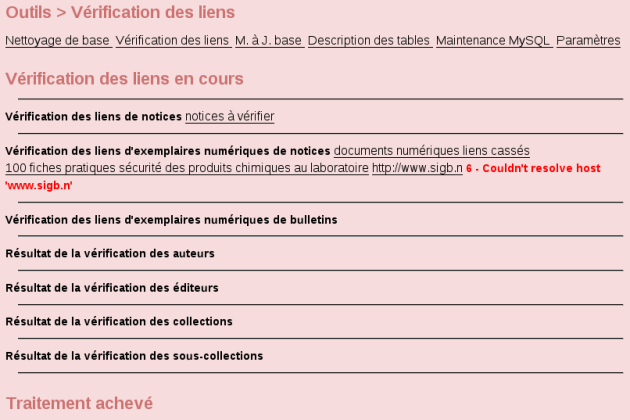 Outils > Vérification des liens
Nettoyage de base Vérification des liens M. à J. base Description des tables Maintenance MySQL Paramètres
Vérification des liens en cours
Vérification des liens de notices notices à vérifier
Vérification des liens d'exemplaires numériques de notices documents numériques liens cassés
100 fiches pratiques sécurité des produits chimiques au laboratoire http://www.sigb.n 6 - Couldn't resolve host
'www.sigb.n'
Vérification des liens d'exemplaires numériques de bulletins
Résultat de la vérification des auteurs
Résultat de la vérification des éditeurs
Résultat de la vérification des collections
Résultat de la vérification des sous-collections
Traitement achevé